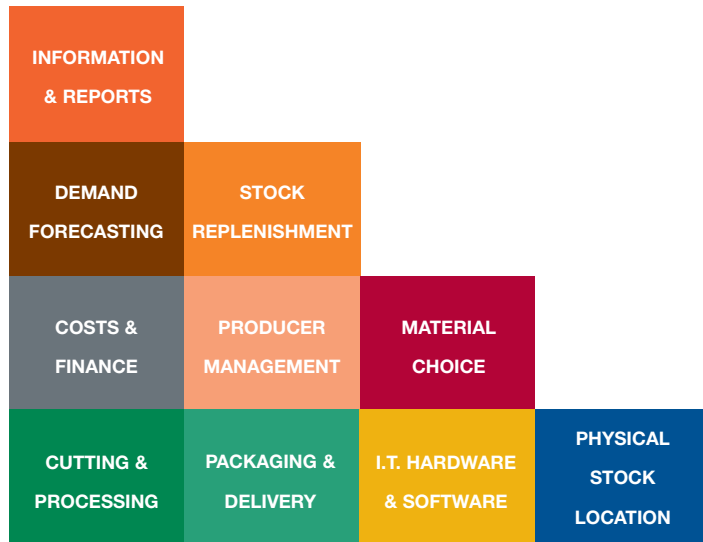 INFORMATION
& REPORTS
DEMAND
FORECASTING
STOCK
REPLENISHMENT
COSTS &
FINANCE
PRODUCER
MANAGEMENT
MATERIAL
CHOICE
CUTTING &
PROCESSING
PACKAGING &
DELIVERY
I.T. HARDWARE
& SOFTWARE
PHYSICAL
STOCK
LOCATION